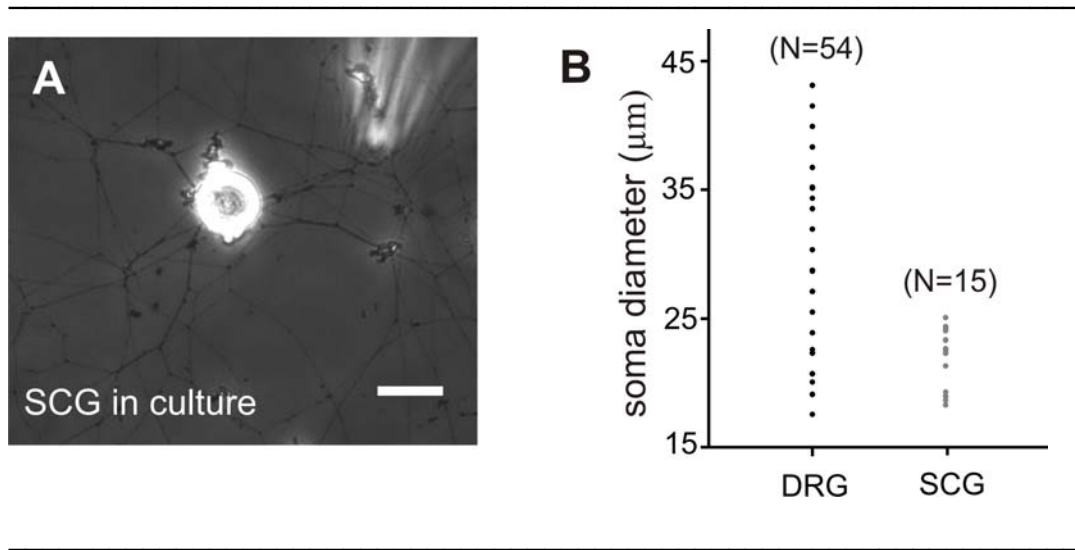 A
SCG in culture
B
soma diameter (μm)
45
35
25
15
(N=54)
(N=15)
DRG
SCG